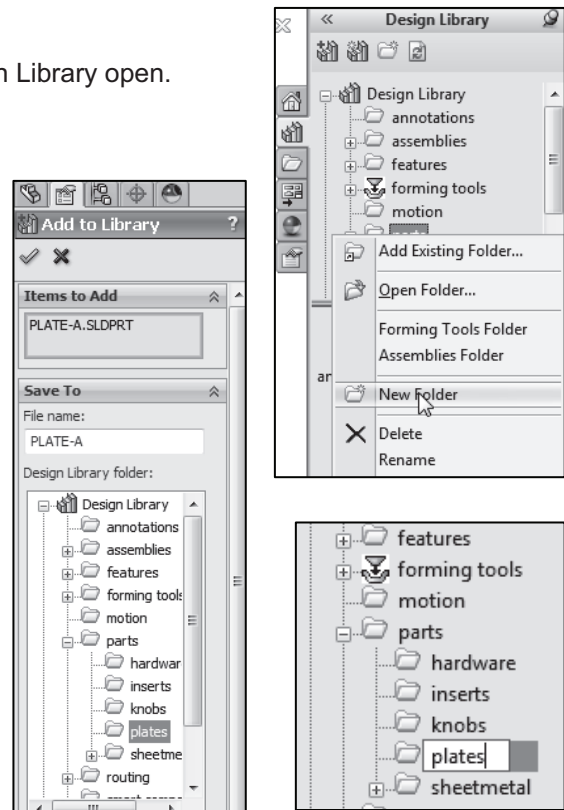 n Library open.
Design Library
Design Library
annotations
assemblies
features
forming tools
motion
parts
Add Existing Folder...
Open Folder...
Forming Tools Folder
Assemblies Folder
ar
New Folder
Delete
Rename
Add to Library ?
Items to Add
PLATE-A.SLDPRT
Save To
File name:
PLATE-A
Design Library folder:
Design Library
annotations
assemblies
features
forming tools
motion
parts
hardwar
inserts
knobs
plates
sheetme
routing
features
forming tools
motion
parts
hardware
inserts
knobs
plates
sheetmetal